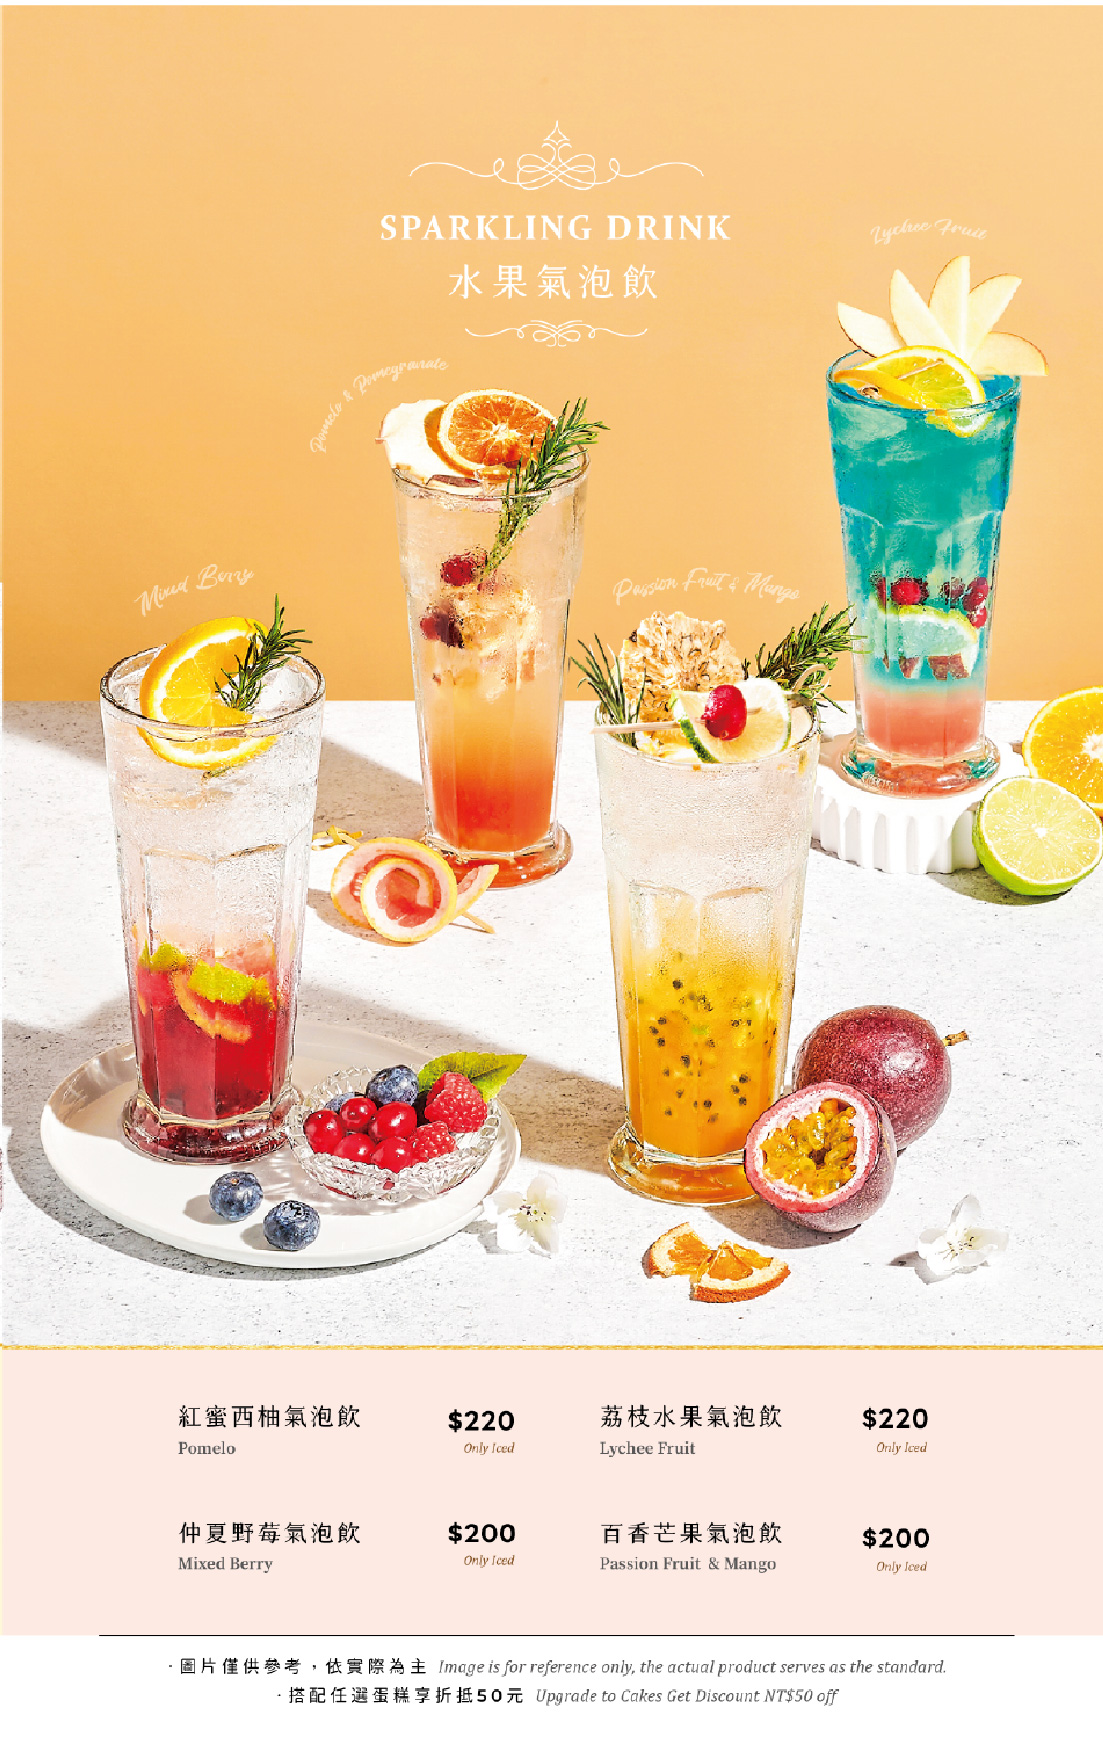 SPARKLING DRINK
水果氣泡飲
Lychee Fruit
Pomelo & Pomegranate
Mixed Berry
Passion Fruit & Mango
紅蜜西柚氣泡飲 $220
Pomelo Only Iced
荔枝水果氣泡飲 $220
Lychee Fruit Only Iced
仲夏野莓氣泡飲 $200
Mixed Berry Only Iced
百香芒果氣泡飲 $200
Passion Fruit & Mango Only Iced
·圖片僅供參考，依實際為主 Image is for reference only, the actual product serves as the standard.
·搭配任選蛋糕享折抵50元 Upgrade to Cakes Get Discount NT$50 off